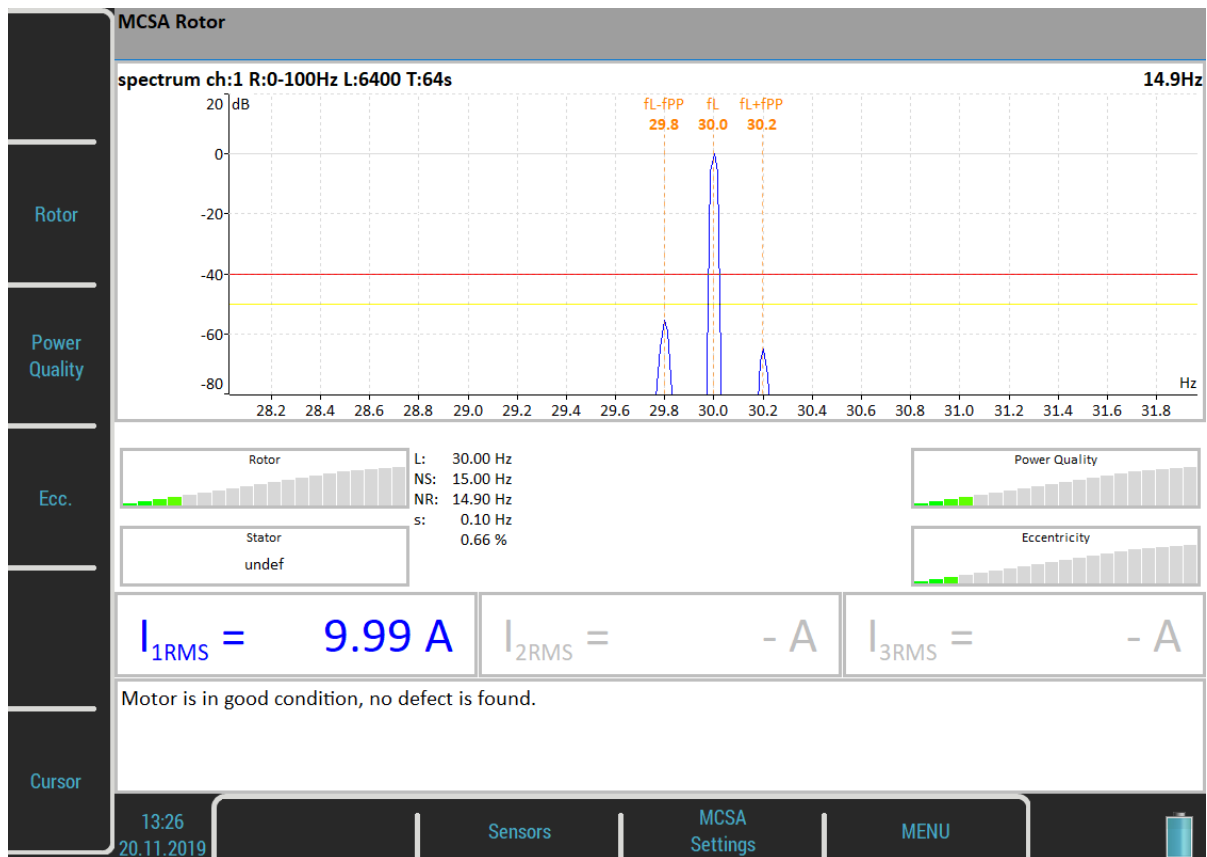 MCSA Rotor
spectrum ch:1 R:0-100Hz L:6400 T:64s 14.9Hz
20 dB
fL-fPP fL fL+fPP
29.8 30.0 30.2
0
-20
-40
-60
-80
Hz
28.2 28.4 28.6 28.8 29.0 29.2 29.4 29.6 29.8 30.0 30.2 30.4 30.6 30.8 31.0 31.2 31.4 31.6 31.8
Rotor
Power
Quality
Ecc.
Cursor
Rotor
L: 30.00 Hz
NS: 15.00 Hz
NR: 14.90 Hz
s: 0.10 Hz
0.66 %
Stator
undef
Power Quality
Eccentricity
I1RMS = 9.99 A
I2RMS = - A
I3RMS = - A
Motor is in good condition, no defect is found.
13:26
20.11.2019
Sensors
MCSA
Settings
MENU